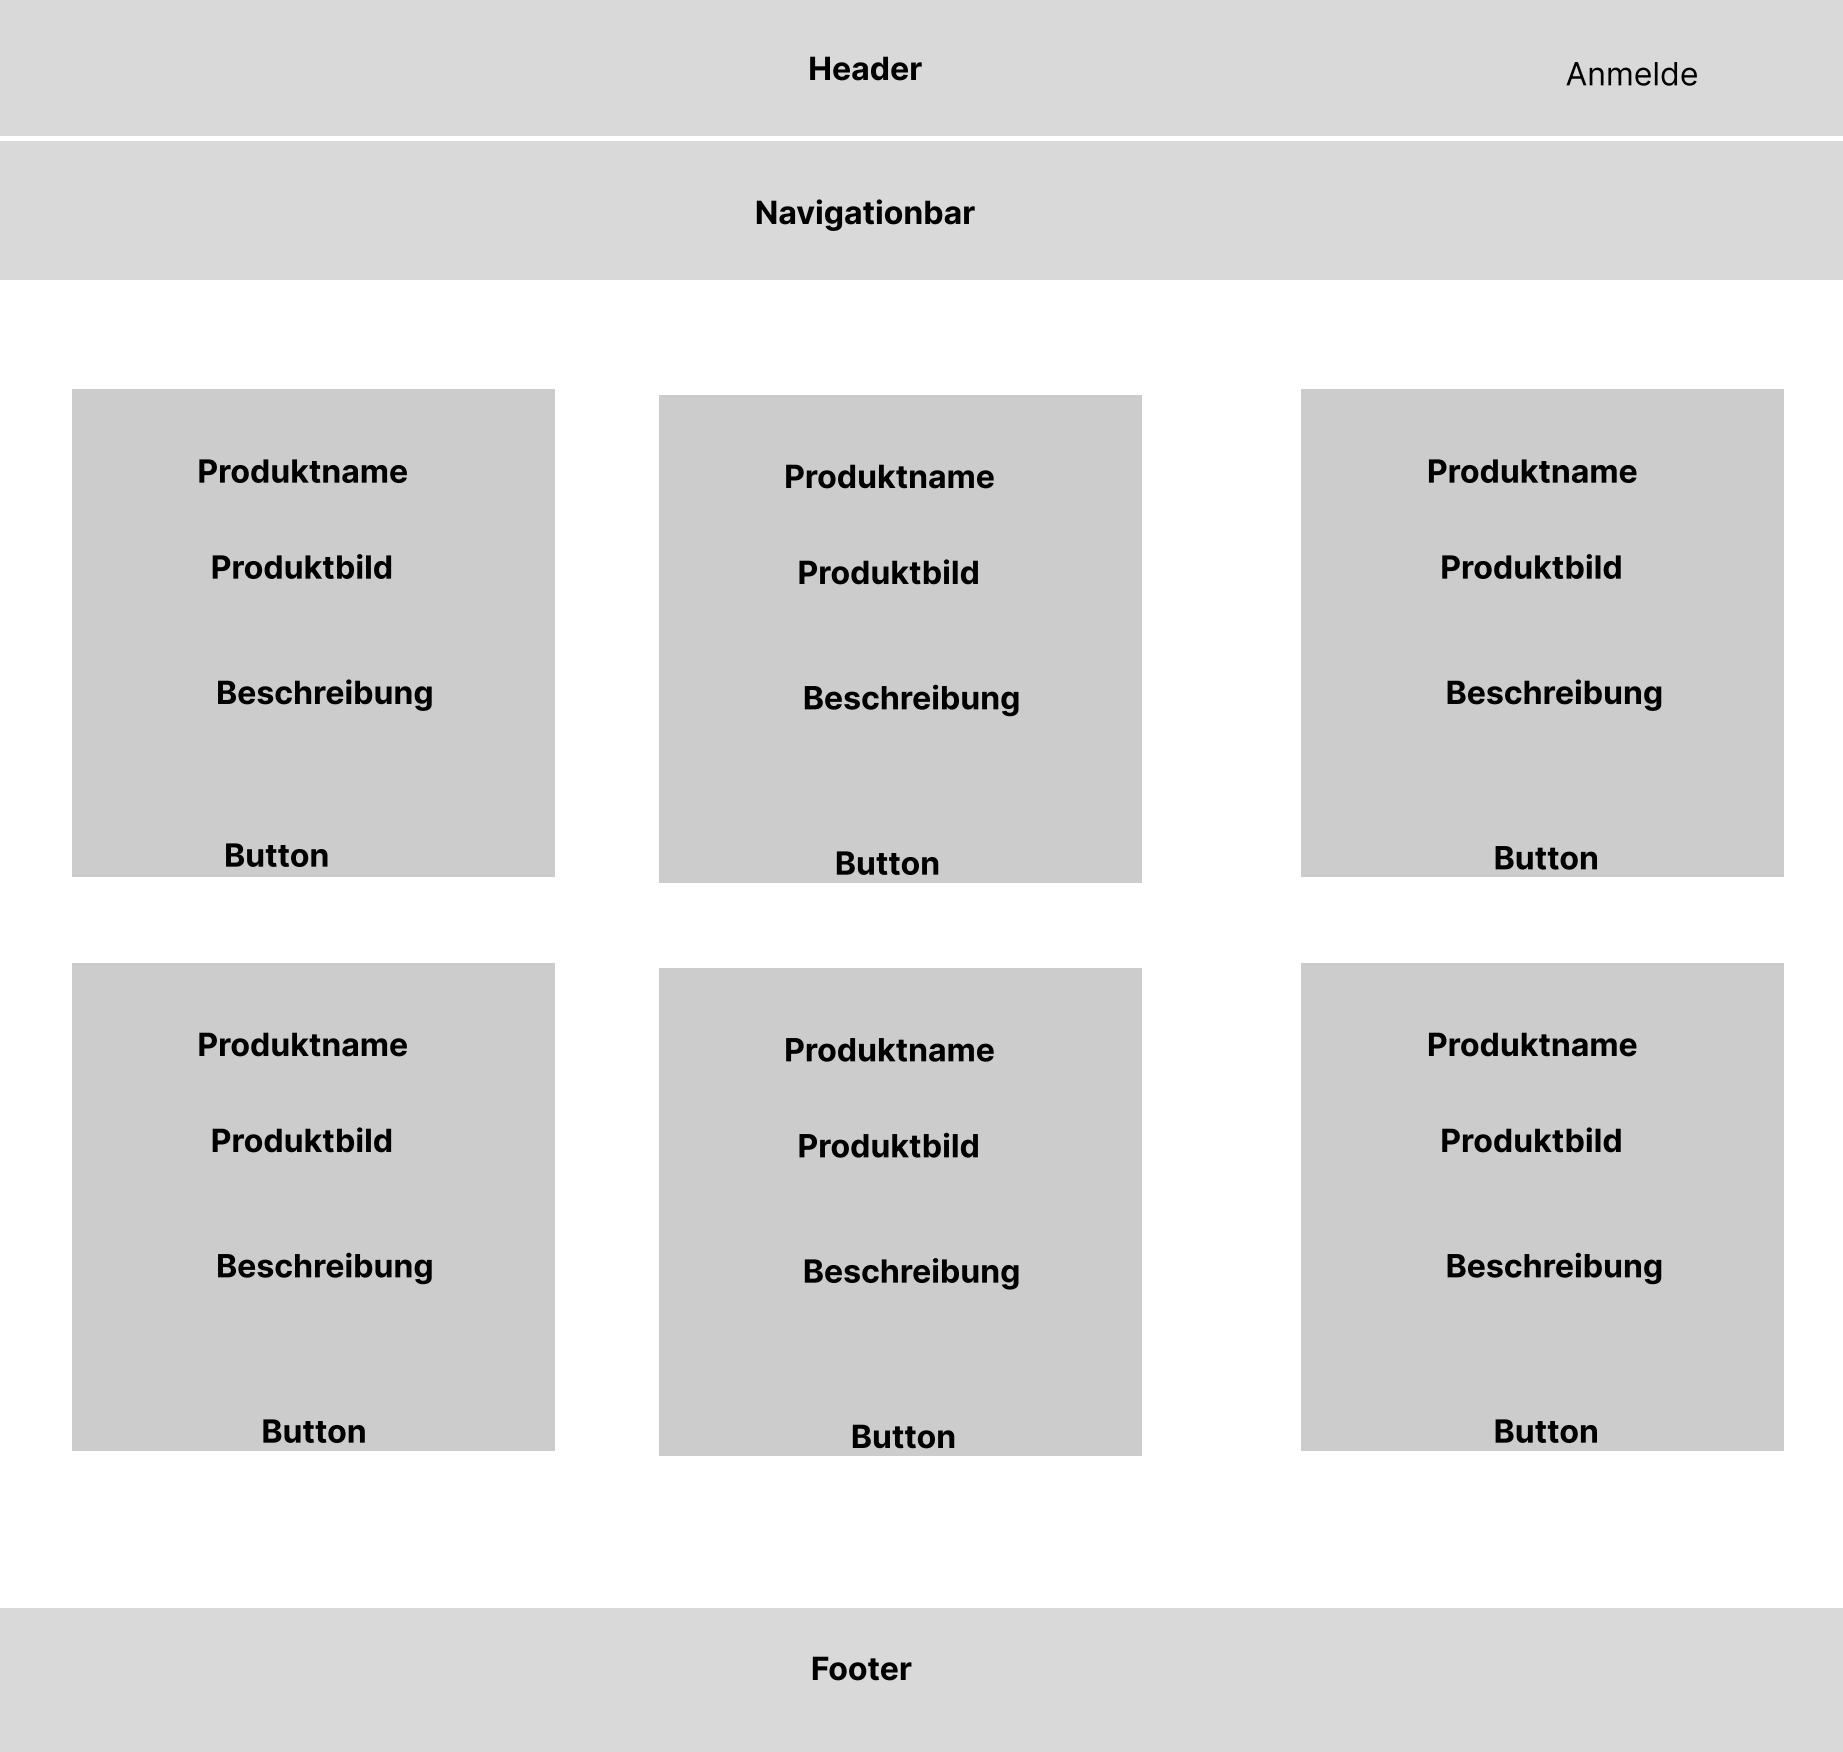 Header
Anmelde
Navigationbar
Produktname
Produktbild
Beschreibung
Button
Produktname
Produktbild
Beschreibung
Button
Produktname
Produktbild
Beschreibung
Button
Produktname
Produktbild
Beschreibung
Button
Produktname
Produktbild
Beschreibung
Button
Produktname
Produktbild
Beschreibung
Button
Footer